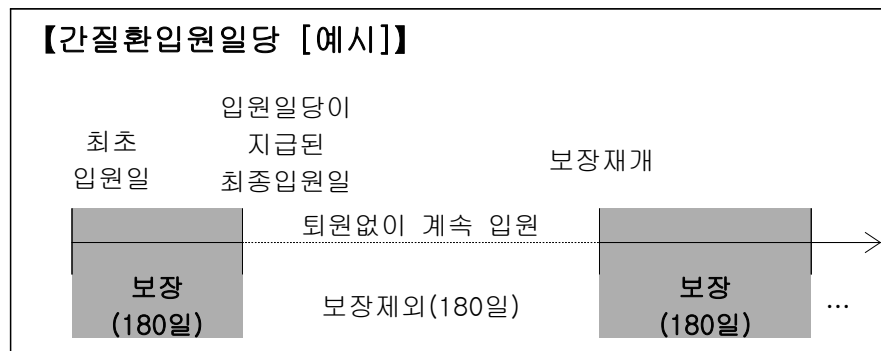 【간질환입원일당 [예시]】
최초
입원일
입원일당이
지급된
최종입원일
보장재개
퇴원없이 계속 입원
보장
(180일)
보장제외(180일)
보장
(180일)
…